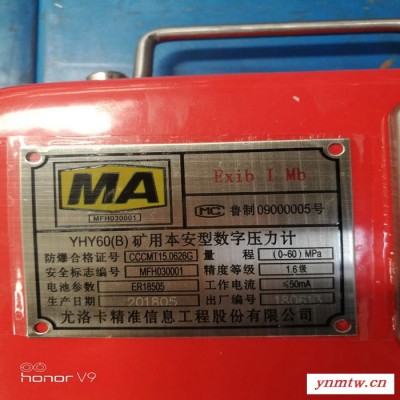 MA
MFH030001
Exib I Mb
MC 鲁制09000005号
YHY60(B) 矿用本安型数字压力计
防爆合格证号 CCCMT15.0626G 量程 (0~60) MPa
安全标志编号 MFH030001 精度等级 1.6级
电池参数 ER18505 工作电流 ≤50mA
生产日期 201805 出厂编号
尤洛卡精准信息工程股份有限公司
honor V9
ynmtw.cn